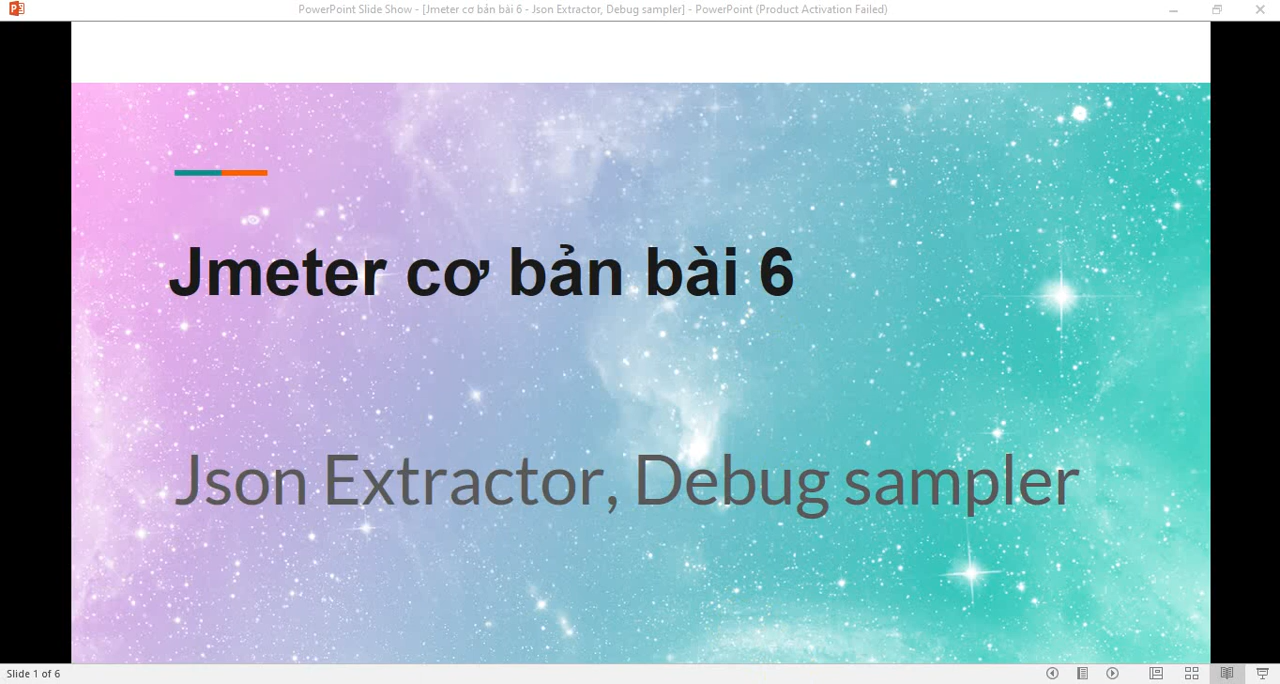 PowerPoint Slide Show - [Jmeter cơ bản bài 6 - Json Extractor, Debug sampler] - PowerPoint (Product Activation Failed)
Jmeter cơ bản bài 6
Json Extractor, Debug sampler
Slide 1 of 6